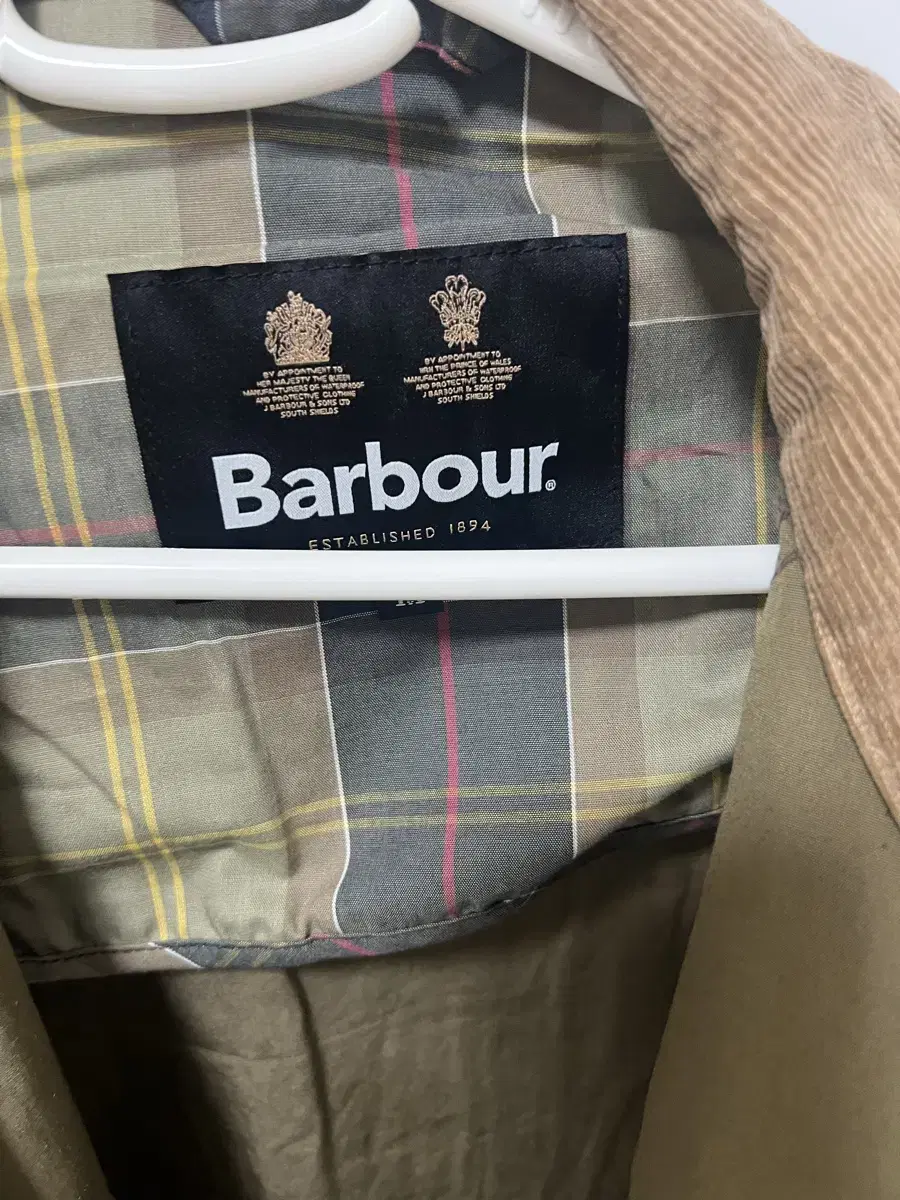 BY APPOINTMENT TO
HER MAJESTY THE QUEEN
MANUFACTURERS OF WATERPROOF
AND PROTECTIVE CLOTHING
J BARBOUR & SONS LTD
SOUTH SHIELDS
BY APPOINTMENT TO
HRH THE PRINCE OF WALES
MANUFACTURERS OF WATERPROOF
AND PROTECTIVE CLOTHING
J BARBOUR & SONS LTD
SOUTH SHIELDS
Barbour®
ESTABLISHED 1894